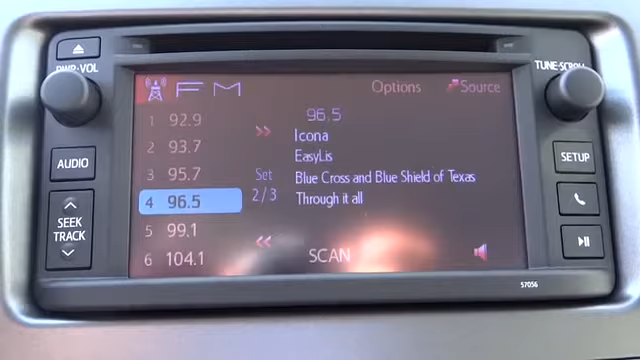 PWR·VOL
TUNE·SCROLL
FM
Options
Source
1 92.9
2 93.7
3 95.7
4 96.5
5 99.1
6 104.1
Set
2/3
96.5
Icona
EasyLis
Blue Cross and Blue Shield of Texas
Through it all
SCAN
AUDIO
SEEK
TRACK
SETUP
57056